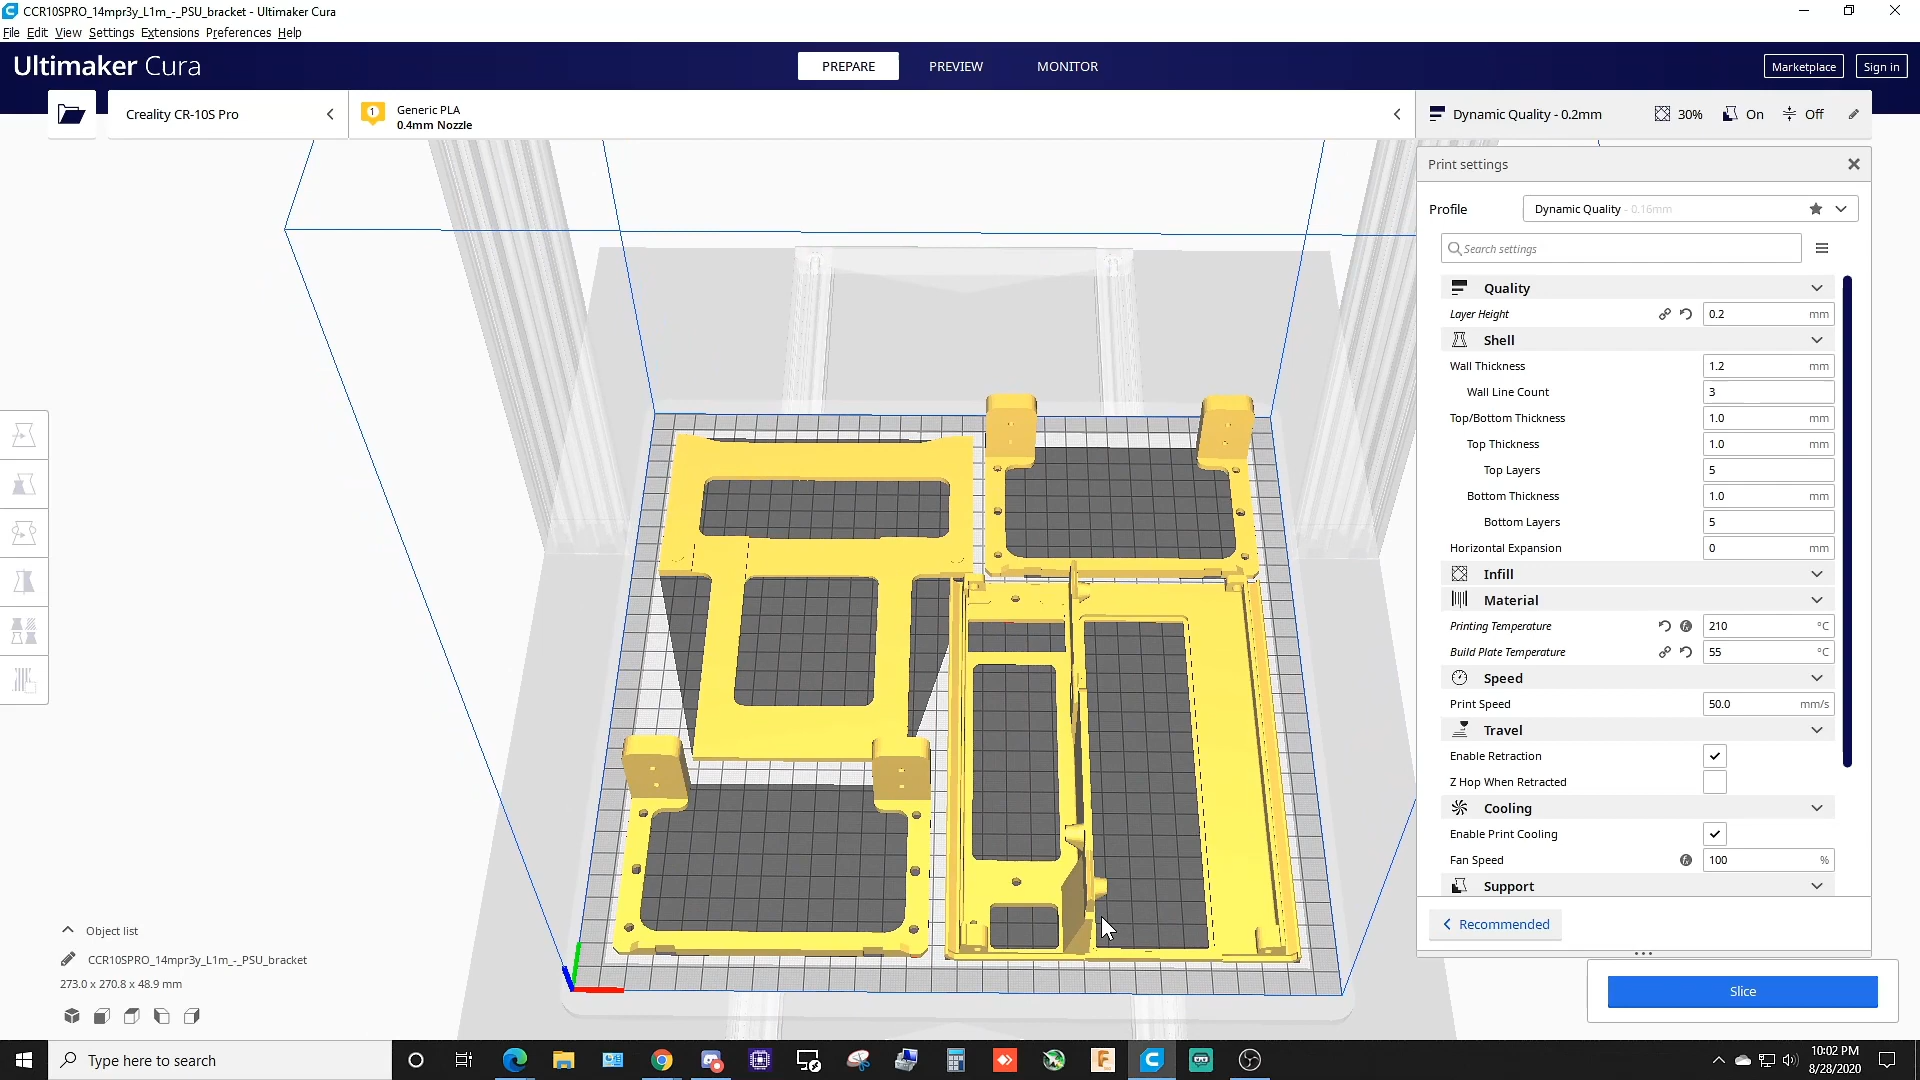 CCR10SPRO_14mpr3y_L1m_-_PSU_bracket - Ultimaker Cura
File Edit View Settings Extensions Preferences Help
Ultimaker Cura
PREPARE PREVIEW MONITOR
Marketplace Sign in
Creality CR-10S Pro
1
Generic PLA
0.4mm Nozzle
Dynamic Quality - 0.2mm 30% On Off
Print settings
Profile Dynamic Quality - 0.16mm
Search settings
Quality
Layer Height 0.2 mm
Shell
Wall Thickness 1.2 mm
Wall Line Count 3
Top/Bottom Thickness 1.0 mm
Top Thickness 1.0 mm
Top Layers 5
Bottom Thickness 1.0 mm
Bottom Layers 5
Horizontal Expansion 0 mm
Infill
Material
Printing Temperature 210 °C
Build Plate Temperature 55 °C
Speed
Print Speed 50.0 mm/s
Travel
Enable Retraction
Z Hop When Retracted
Cooling
Enable Print Cooling
Fan Speed 100 %
Support
Recommended
Object list
CCR10SPRO_14mpr3y_L1m_-_PSU_bracket
273.0 x 270.8 x 48.9 mm
Slice
Type here to search
10:02 PM
8/28/2020